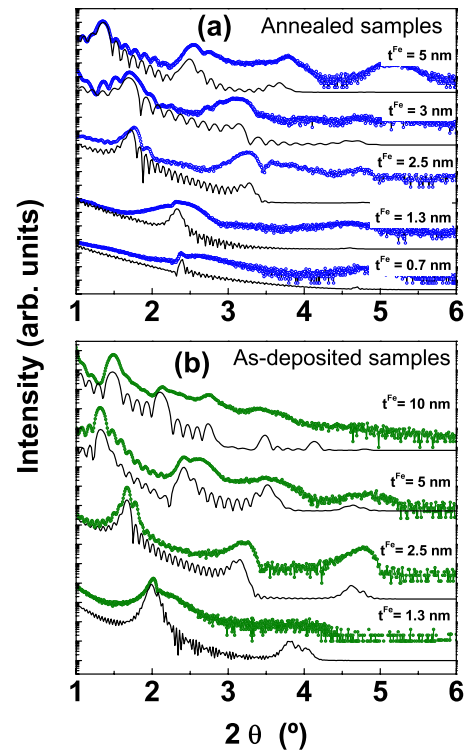 (a) Annealed samples
t^Fe = 5 nm
t^Fe = 3 nm
t^Fe = 2.5 nm
t^Fe = 1.3 nm
t^Fe = 0.7 nm
1 2 3 4 5 6
Intensity (arb. units)
(b) As-deposited samples
t^Fe= 10 nm
t^Fe= 5 nm
t^Fe= 2.5 nm
t^Fe= 1.3 nm
1 2 3 4 5 6
2 θ (º)